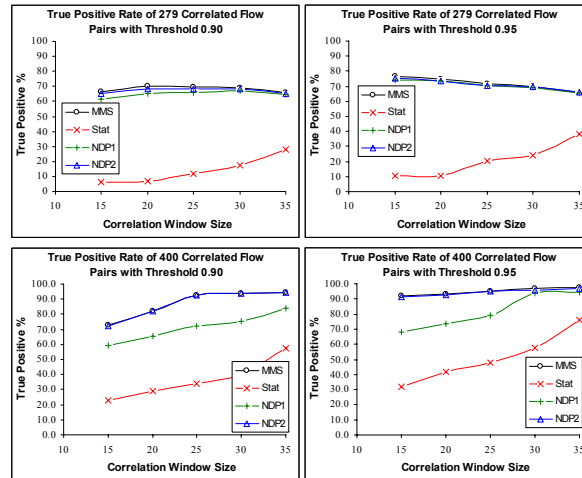 True Positive Rate of 279 Correlated Flow
Pairs with Threshold 0.90
True Positive %
100
90
80
70
60
50
40
30
20
10
0
MMS
Stat
NDP1
NDP2
10 15 20 25 30 35
Correlation Window Size
True Positive Rate of 279 Correlated Flow
Pairs with Threshold 0.95
True Positive %
100
90
80
70
60
50
40
30
20
10
0
MMS
Stat
NDP1
NDP2
10 15 20 25 30 35
Correlation Window Size
True Positive Rate of 400 Correlated Flow
Pairs with Threshold 0.90
True Positive %
100.0
90.0
80.0
70.0
60.0
50.0
40.0
30.0
20.0
10.0
0.0
MMS
Stat
NDP1
NDP2
10 15 20 25 30 35
Correlation Window Size
True Positive Rate of 400 Correlated Flow
Pairs with Threshold 0.95
True Positive %
100.0
90.0
80.0
70.0
60.0
50.0
40.0
30.0
20.0
10.0
0.0
MMS
Stat
NDP1
NDP2
10 15 20 25 30 35
Correlation Window Size